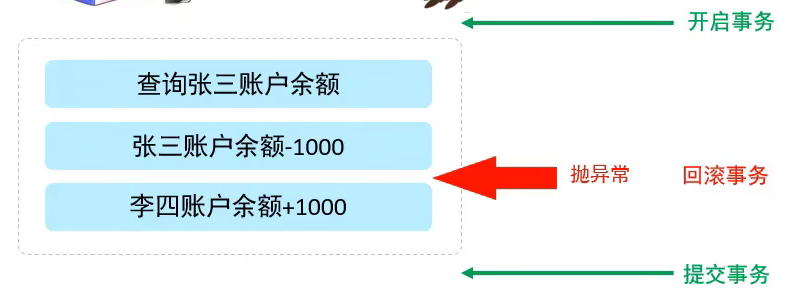 开启事务
查询张三账户余额
张三账户余额-1000
抛异常
回滚事务
李四账户余额+1000
提交事务